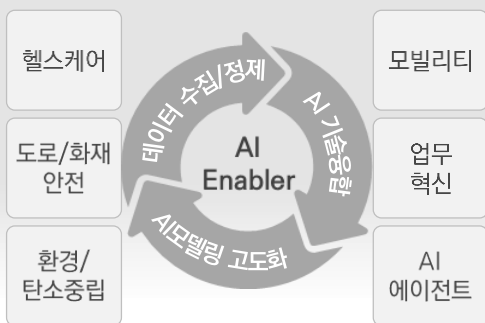 헬스케어
도로/화재
안전
환경/
탄소중립
데이터 수집/정제
AI 기술융합
AI모델링 고도화
AI
Enabler
모빌리티
업무
혁신
AI
에이전트